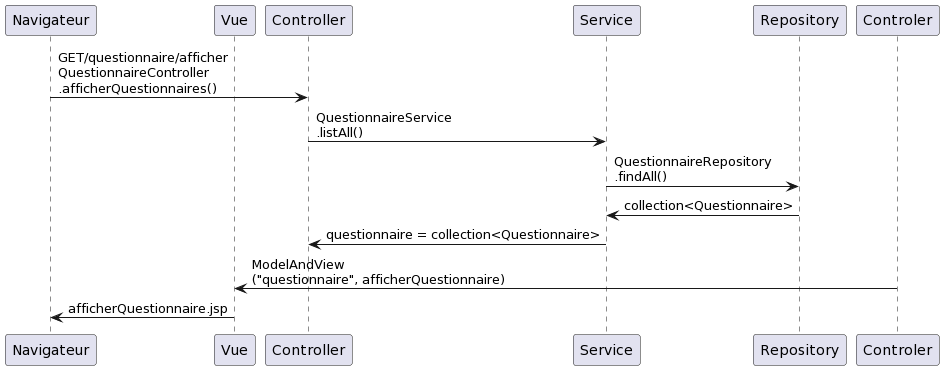 Navigateur Vue Controller Service Repository Controler
GET/questionnaire/afficher
QuestionnaireController
.afficherQuestionnaires()
QuestionnaireService
.listAll()
QuestionnaireRepository
.findAll()
collection<Questionnaire>
questionnaire = collection<Questionnaire>
ModelAndView
("questionnaire", afficherQuestionnaire)
afficherQuestionnaire.jsp
Navigateur Vue Controller Service Repository Controler